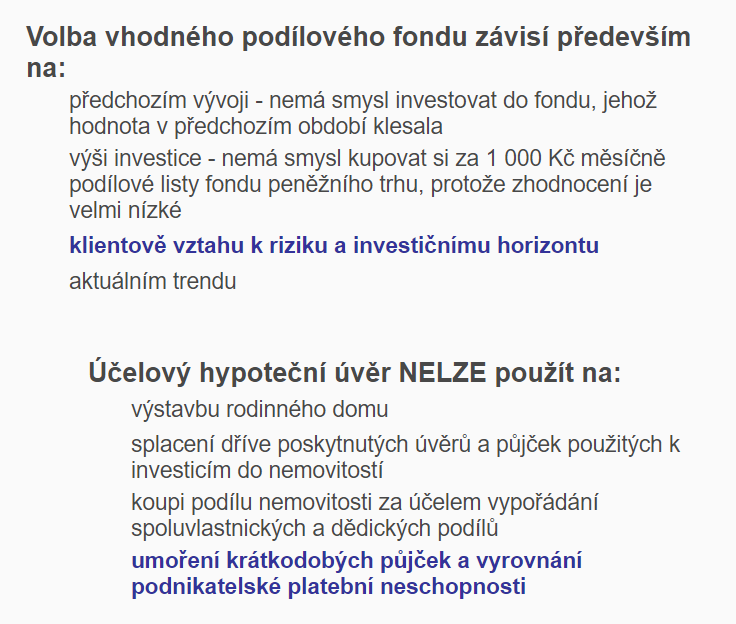 Volba vhodného podílového fondu závisí především
na:
předchozím vývoji - nemá smysl investovat do fondu, jehož
hodnota v předchozím období klesala
výši investice - nemá smysl kupovat si za 1 000 Kč měsíčně
podílové listy fondu peněžního trhu, protože zhodnocení je
velmi nízké
klientově vztahu k riziku a investičnímu horizontu
aktuálním trendu
Účelový hypoteční úvěr NELZE použít na:
výstavbu rodinného domu
splacení dříve poskytnutých úvěrů a půjček použitých k
investicím do nemovitostí
koupi podílu nemovitosti za účelem vypořádání
spoluvlastnických a dědických podílů
umoření krátkodobých půjček a vyrovnání
podnikatelské platební neschopnosti